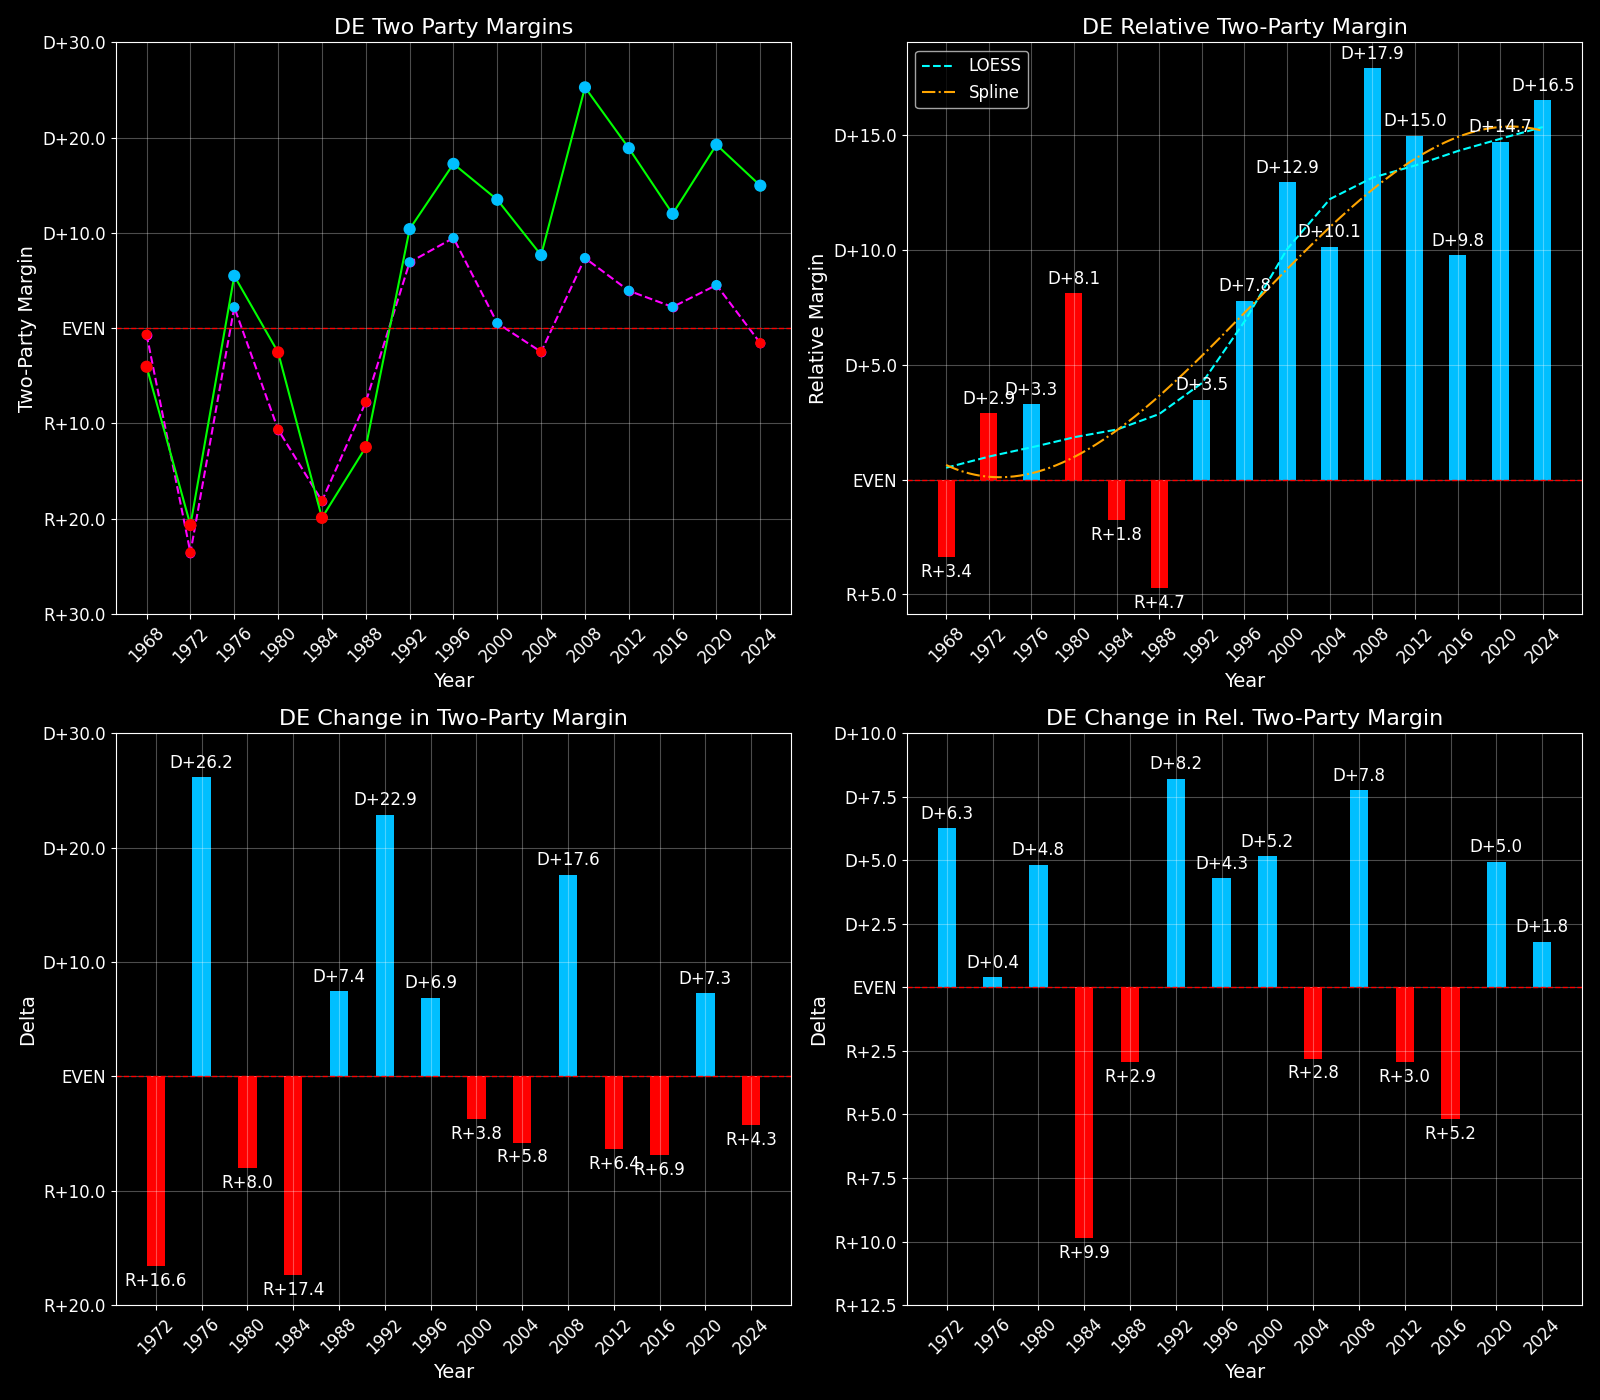 DE Two Party Margins
D+30.0
D+20.0
D+10.0
EVEN
R+10.0
R+20.0
R+30.0
Two-Party Margin
1968 1972 1976 1980 1984 1988 1992 1996 2000 2004 2008 2012 2016 2020 2024
Year
DE Relative Two-Party Margin
LOESS
Spline
D+15.0
D+10.0
D+5.0
EVEN
R+5.0
Relative Margin
R+3.4 D+2.9 D+3.3 D+8.1 R+1.8 R+4.7 D+3.5 D+7.8 D+12.9 D+10.1 D+17.9 D+15.0 D+9.8 D+14.7 D+16.5
1968 1972 1976 1980 1984 1988 1992 1996 2000 2004 2008 2012 2016 2020 2024
Year
DE Change in Two-Party Margin
D+30.0
D+20.0
D+10.0
EVEN
R+10.0
R+20.0
Delta
R+16.6 D+26.2 R+8.0 R+17.4 D+7.4 D+22.9 D+6.9 R+3.8 R+5.8 D+17.6 R+6.4 R+6.9 D+7.3 R+4.3
1972 1976 1980 1984 1988 1992 1996 2000 2004 2008 2012 2016 2020 2024
Year
DE Change in Rel. Two-Party Margin
D+10.0
D+7.5
D+5.0
D+2.5
EVEN
R+2.5
R+5.0
R+7.5
R+10.0
R+12.5
Delta
D+6.3 D+0.4 D+4.8 R+9.9 R+2.9 D+8.2 D+4.3 D+5.2 R+2.8 D+7.8 R+3.0 R+5.2 D+5.0 D+1.8
1972 1976 1980 1984 1988 1992 1996 2000 2004 2008 2012 2016 2020 2024
Year